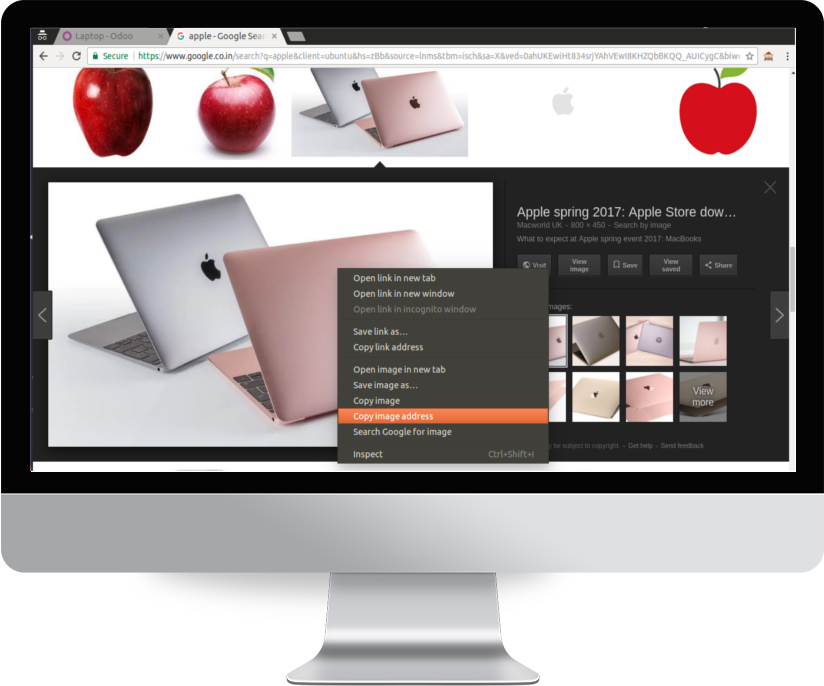 Laptop - Odoo
apple - Google Sear
Secure
https://www.google.co.in/search?q=apple&client=ubuntu&hs=zBb&source=lnms&tbm=isch&sa=X&ved=0ahUKEwiHt834srjYAhVEwI8KHZQbBKQQ_AUICygC&biw=
Apple spring 2017: Apple Store dow…
Macworld UK - 800 × 450 - Search by image
What to expect at Apple spring event 2017: MacBooks
Visit
View image
Save
View saved
Share
Open link in new tab
Open link in new window
Open link in incognito window
Save link as…
Copy link address
Open image in new tab
Save image as…
Copy image
Copy image address
Search Google for image
Inspect Ctrl+Shift+I
mages:
View
more
be subject to copyright. - Get help - Send feedback